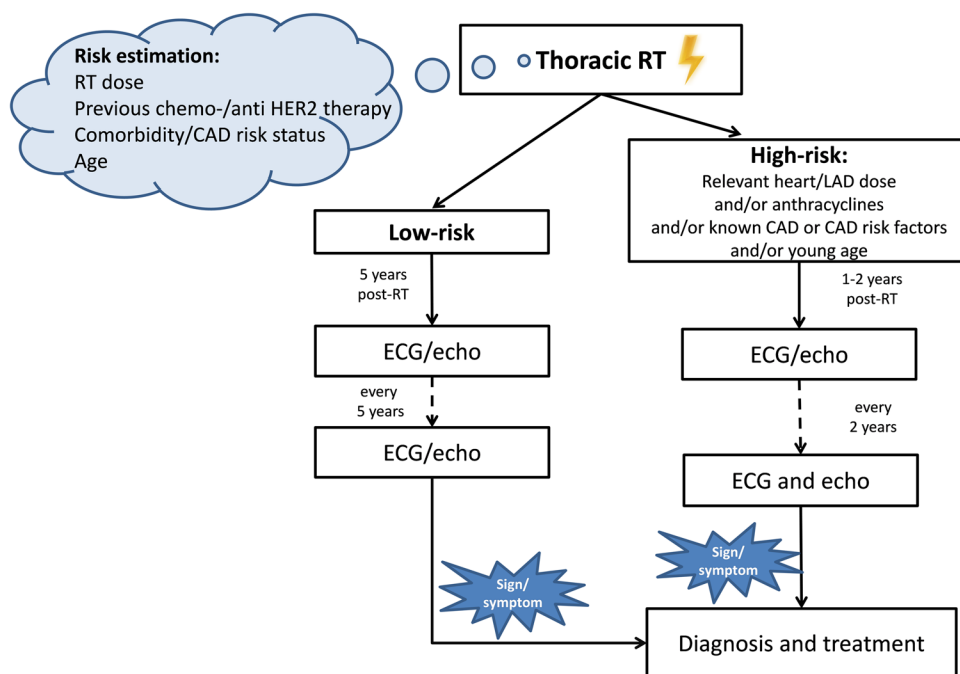 Risk estimation:
RT dose
Previous chemo-/anti HER2 therapy
Comorbidity/CAD risk status
Age
Thoracic RT
High-risk:
Relevant heart/LAD dose
and/or anthracyclines
and/or known CAD or CAD risk factors
and/or young age
Low-risk
5 years
post-RT
1-2 years
post-RT
ECG/echo
ECG/echo
every
5 years
every
2 years
ECG/echo
ECG and echo
Sign/
symptom
Sign/
symptom
Diagnosis and treatment